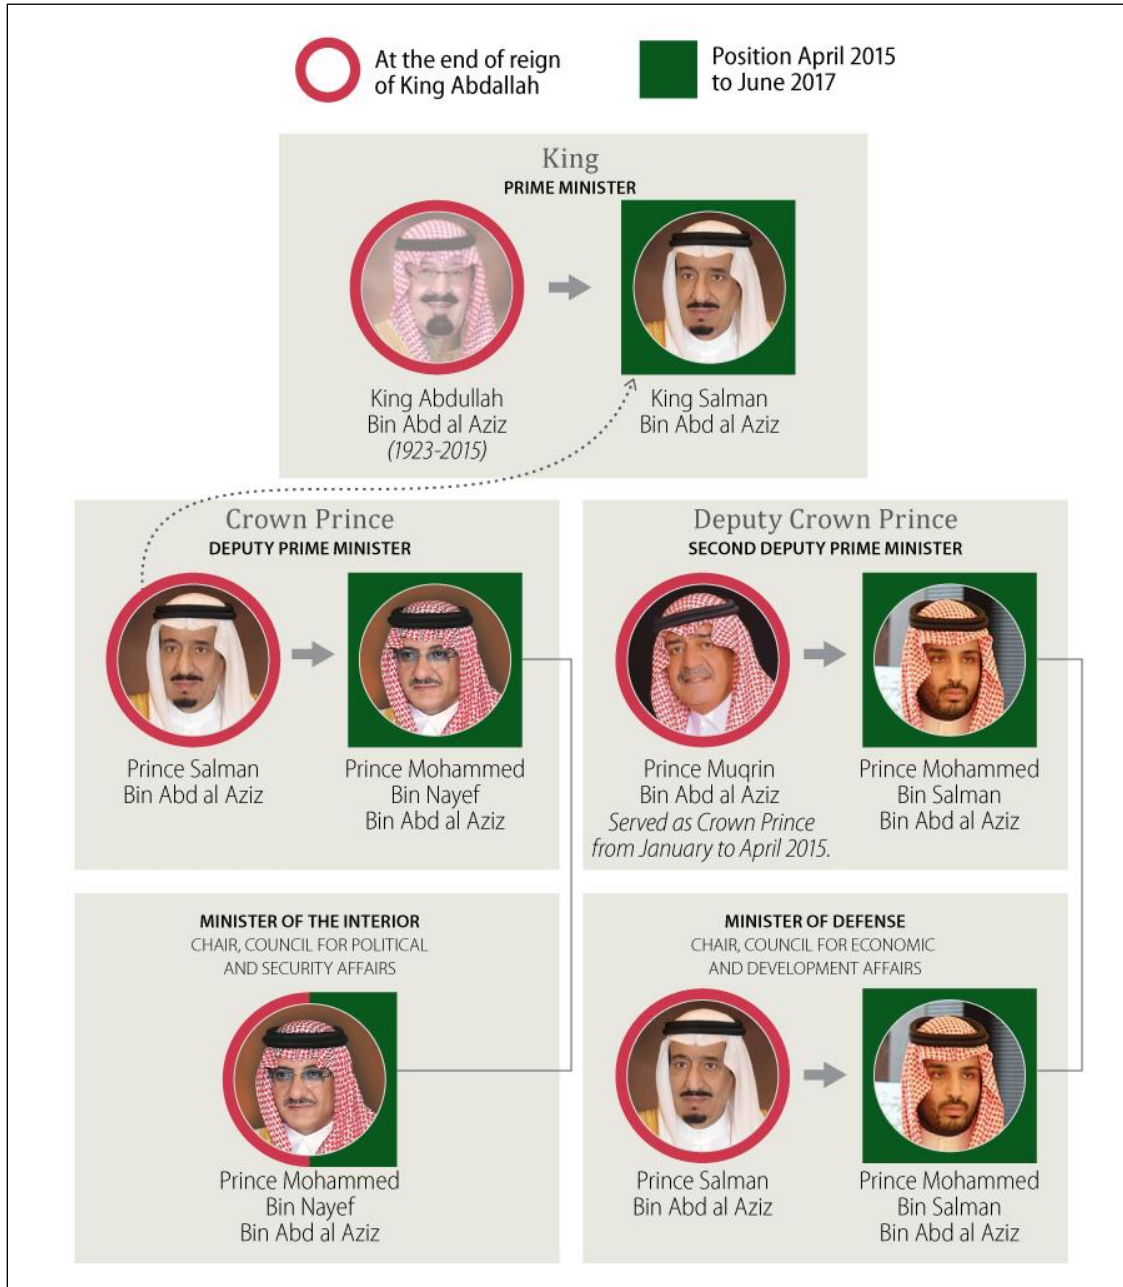 At the end of reign
of King Abdallah
Position April 2015
to June 2017
King
PRIME MINISTER
King Abdullah
Bin Abd al Aziz
(1923-2015)
King Salman
Bin Abd al Aziz
Crown Prince
DEPUTY PRIME MINISTER
Prince Salman
Bin Abd al Aziz
Prince Mohammed
Bin Nayef
Bin Abd al Aziz
Deputy Crown Prince
SECOND DEPUTY PRIME MINISTER
Prince Muqrin
Bin Abd al Aziz
Served as Crown Prince
from January to April 2015.
Prince Mohammed
Bin Salman
Bin Abd al Aziz
MINISTER OF THE INTERIOR
CHAIR, COUNCIL FOR POLITICAL
AND SECURITY AFFAIRS
Prince Mohammed
Bin Nayef
Bin Abd al Aziz
MINISTER OF DEFENSE
CHAIR, COUNCIL FOR ECONOMIC
AND DEVELOPMENT AFFAIRS
Prince Salman
Bin Abd al Aziz
Prince Mohammed
Bin Salman
Bin Abd al Aziz